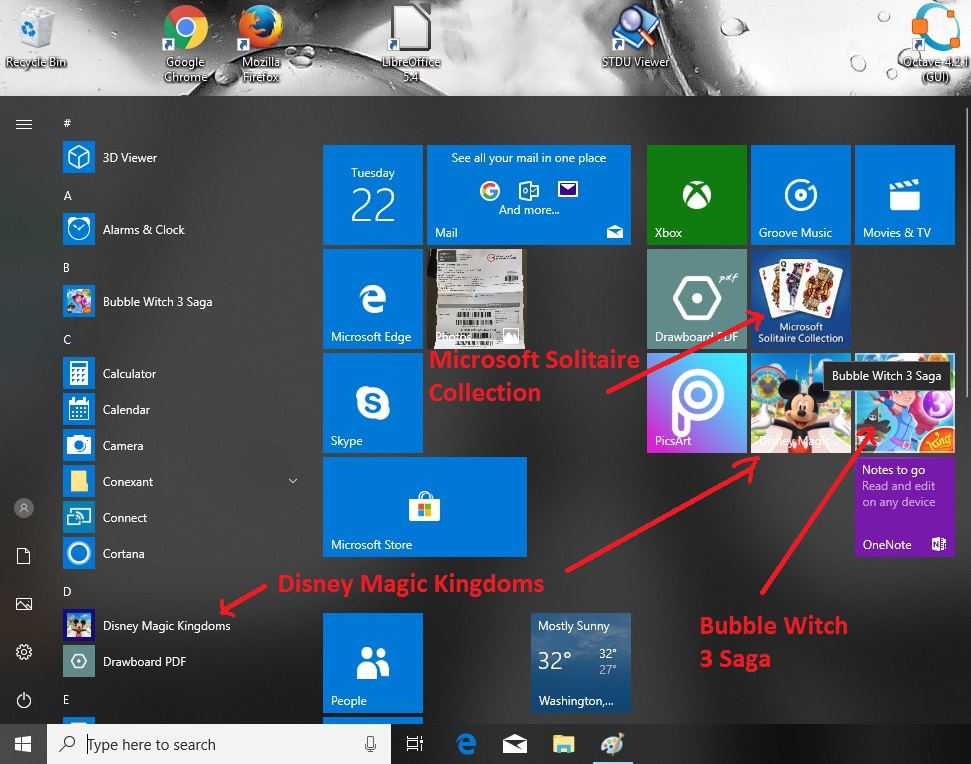 Recycle Bin
Google
Chrome
Mozilla
Firefox
LibreOffice
5.4
STDU Viewer
Octave-4.2.1
(GUI)
#
3D Viewer
A
Alarms & Clock
B
Bubble Witch 3 Saga
C
Calculator
Calendar
Camera
Conexant
Connect
Cortana
D
Disney Magic Kingdoms
Drawboard PDF
E
Tuesday
22
See all your mail in one place
And more...
Mail
Xbox
Groove Music
Movies & TV
Microsoft Edge
Photos
pdf
Drawboard PDF
Microsoft
Solitaire Collection
Microsoft Solitaire
Collection
Skype
PicsArt
Disney Magic...
Bubble Witch 3 Saga
3
King
Microsoft Store
Notes to go
Read and edit
on any device
OneNote
Disney Magic Kingdoms
Bubble Witch
3 Saga
People
Mostly Sunny
32°
32°
27°
Washington,...
Type here to search